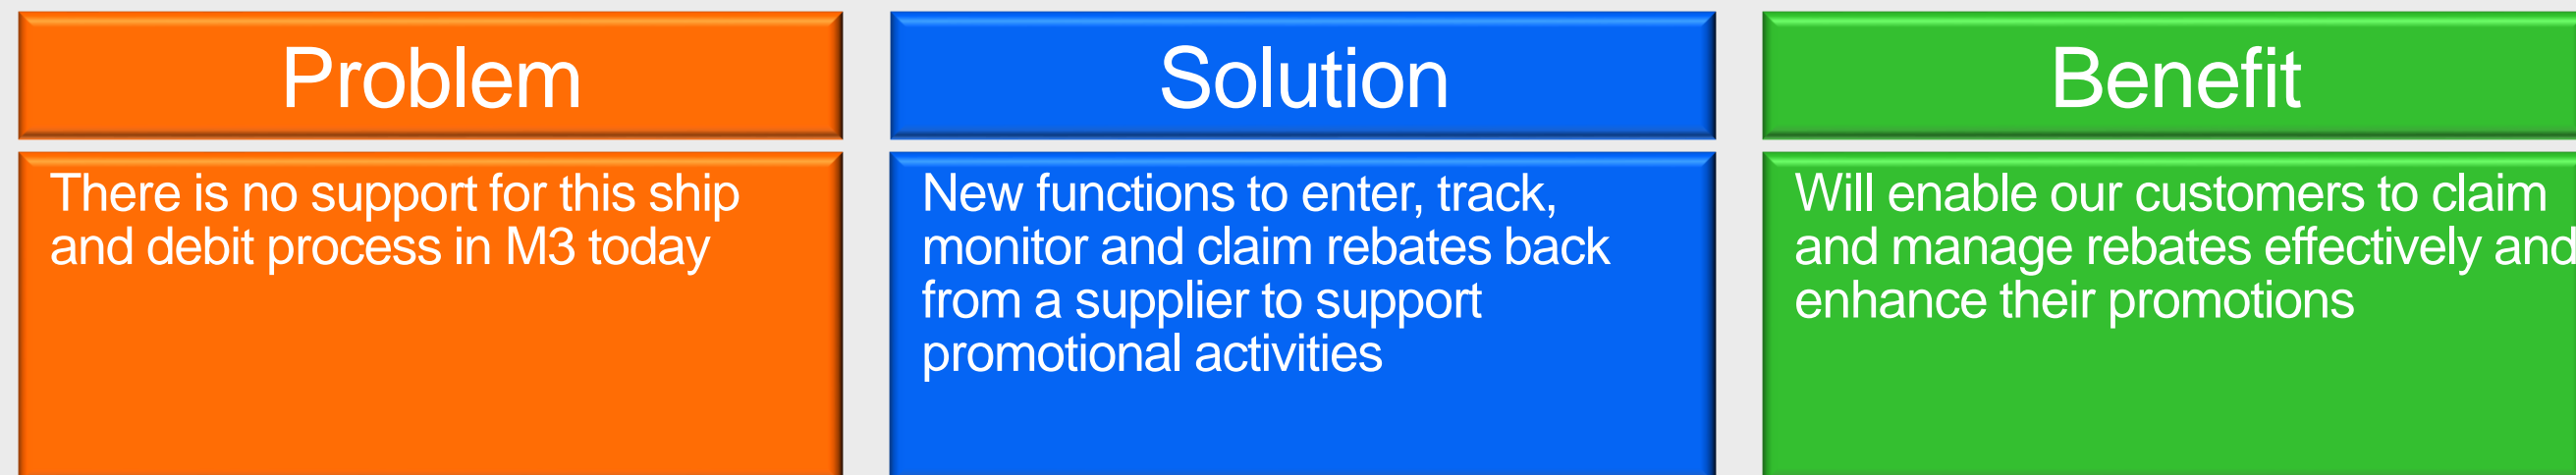 Problem
There is no support for this ship
and debit process in M3 today
Solution
New functions to enter, track,
monitor and claim rebates back
from a supplier to support
promotional activities
Benefit
Will enable our customers to claim
and manage rebates effectively and
enhance their promotions